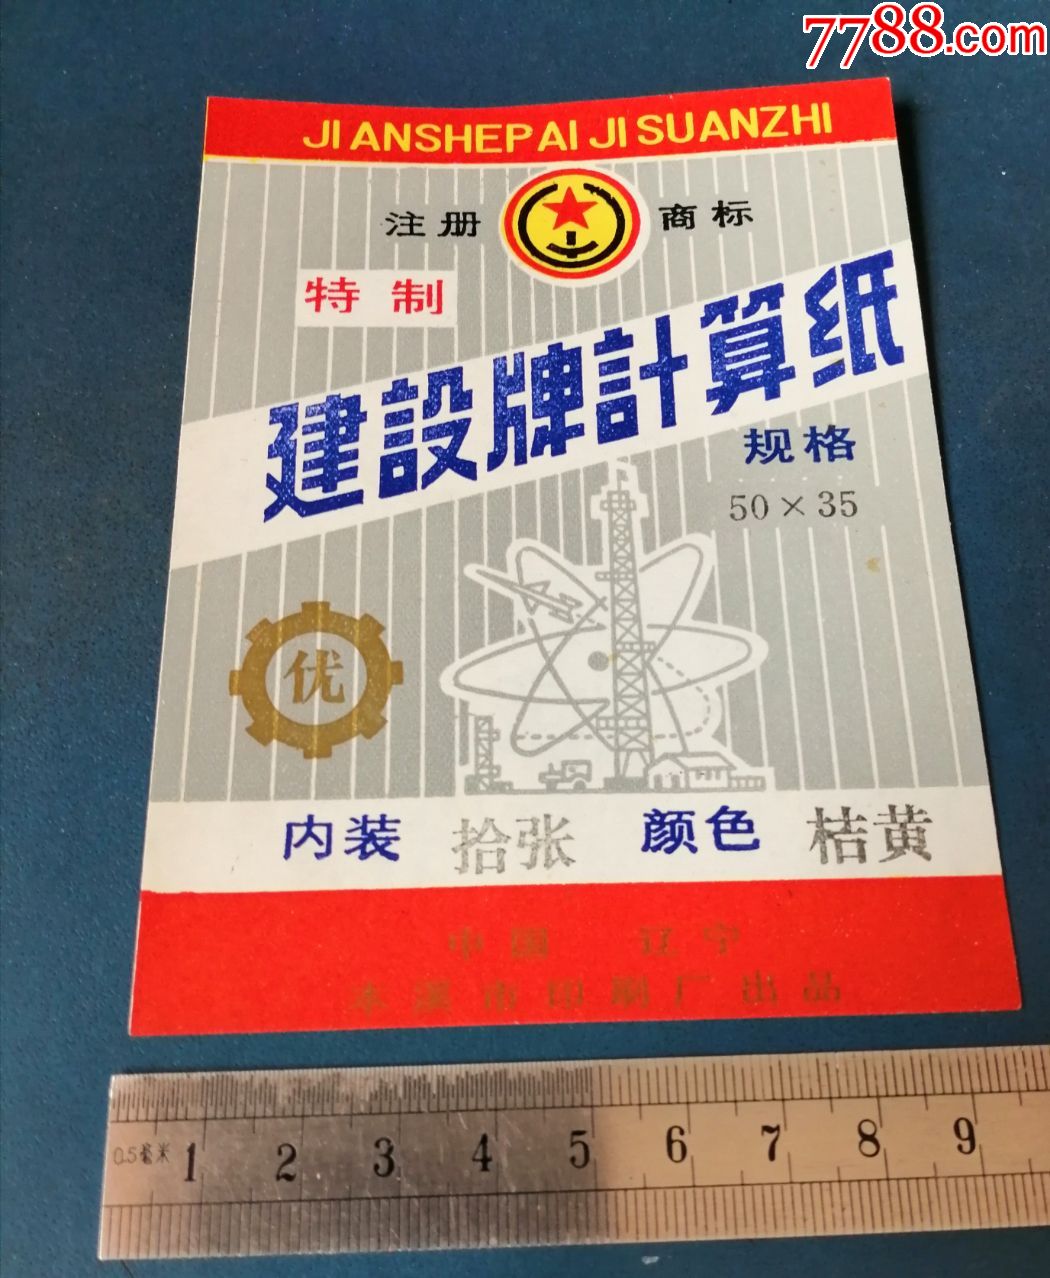 7788.com
JIANSHEPAI JISUANZHI
注册 商标
特制
建設牌計算纸
规格
50×35
优
内装 拾张 颜色 桔黄
中国 辽宁
本溪市印刷厂出品
0.5毫米 1 2 3 4 5 6 7 8 9